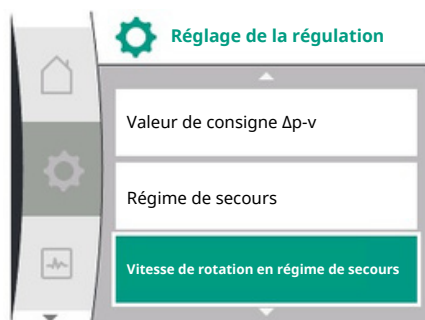 Réglage de la régulation
Valeur de consigne Δp-v
Régime de secours
Vitesse de rotation en régime de secours